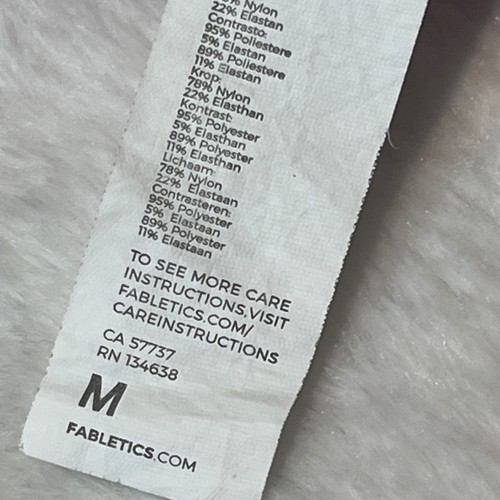 % Nylon
22% Elastan
Contrasto:
95% Poliestere
5% Elastan
89% Poliestere
11% Elastan
Krop:
78% Nylon
22% Elasthan
Kontrast:
95% Polyester
5% Elasthan
89% Polyester
11% Elasthan
Lichaam:
78% Nylon
22% Elastaan
Contrasteren:
95% Polyester
5% Elastaan
89% Polyester
11% Elastaan
TO SEE MORE CARE
INSTRUCTIONS,VISIT
FABLETICS.COM/
CAREINSTRUCTIONS
CA 57737
RN 134638
M
FABLETICS.COM